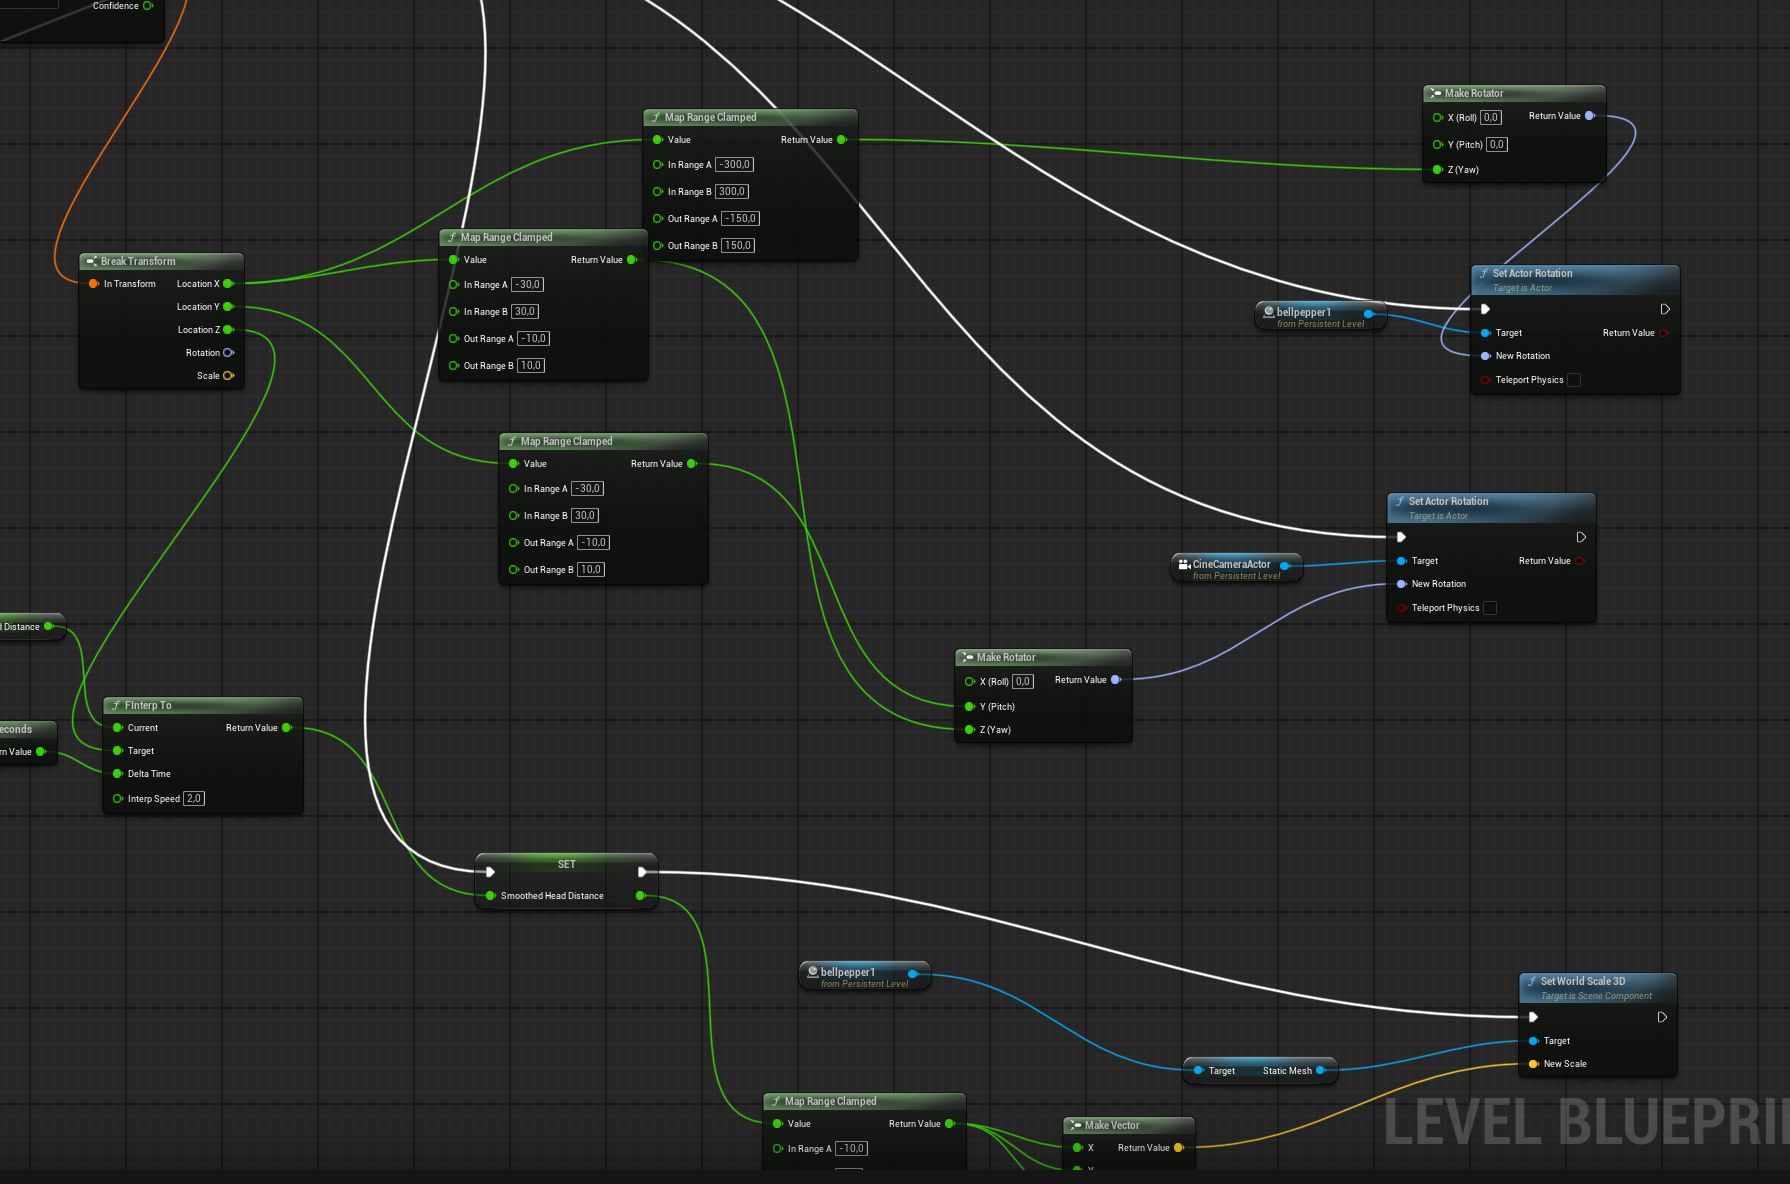 Confidence
Make Rotator
X (Roll) 0,0
Return Value
Y (Pitch) 0,0
Z (Yaw)
Map Range Clamped
Value
Return Value
In Range A -300,0
In Range B 300,0
Out Range A -150,0
Out Range B 150,0
Map Range Clamped
Value
Return Value
In Range A -30,0
In Range B 30,0
Out Range A -10,0
Out Range B 10,0
Break Transform
In Transform
Location X
Location Y
Location Z
Rotation
Scale
bellpepper1
from Persistent Level
Set Actor Rotation
Target is Actor
Target
Return Value
New Rotation
Teleport Physics
Map Range Clamped
Value
Return Value
In Range A -30,0
In Range B 30,0
Out Range A -10,0
Out Range B 10,0
CineCameraActor
from Persistent Level
Set Actor Rotation
Target is Actor
Target
Return Value
New Rotation
Teleport Physics
d Distance
Make Rotator
X (Roll) 0,0
Return Value
Y (Pitch)
Z (Yaw)
econds
rn Value
FInterp To
Current
Return Value
Target
Delta Time
Interp Speed 2,0
SET
Smoothed Head Distance
bellpepper1
from Persistent Level
Set World Scale 3D
Target is Scene Component
Target
New Scale
Target
Static Mesh
Map Range Clamped
Value
Return Value
In Range A -10,0
Make Vector
X
Return Value
LEVEL BLUEPRI